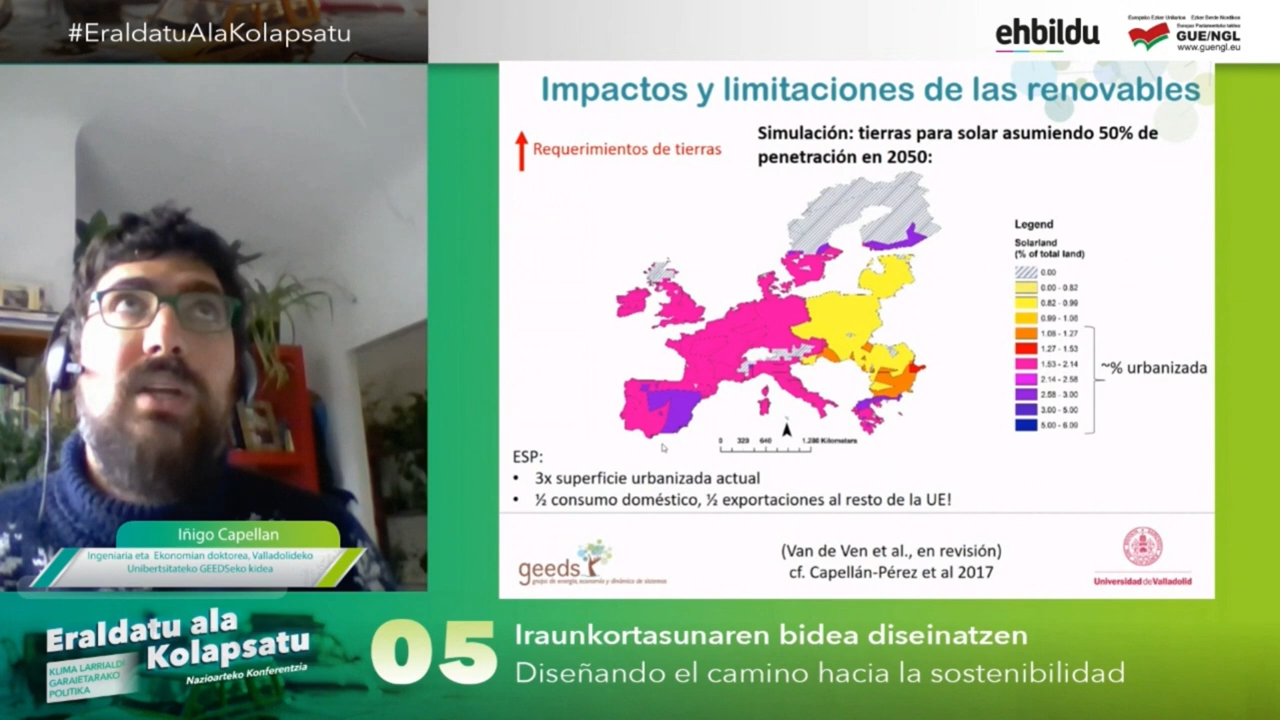 #EraldatuAlaKolapsatu
ehbildu
GUE/NGL
www.guengl.eu
Impactos y limitaciones de las renovables
Requerimientos de tierras
Simulación: tierras para solar asumiendo 50% de
penetración en 2050:
Legend
Solarland
(% of total land)
0.00
0.00 - 0.82
0.82 - 0.99
0.99 - 1.08
1.08 - 1.27
1.27 - 1.53
1.53 - 2.14
2.14 - 2.58
2.58 - 3.00
3.00 - 5.00
5.00 - 6.09
~% urbanizada
0 320 640 1,280 Kilometers
ESP:
• 3x superficie urbanizada actual
• ½ consumo doméstico, ½ exportaciones al resto de la UE!
geeds
grupo de energía, economía y dinámica de sistemas
(Van de Ven et al., en revisión)
cf. Capellán-Pérez et al 2017
Universidad de Valladolid
Iñigo Capellan
Ingeniaria eta Ekonomian doktorea, Valladolideko
Unibertsitateko GEEDSeko kidea
Eraldatu ala
Kolapsatu
KLIMA LARRIALDI
GARAIETARAKO
POLITIKA
Nazioarteko Konferentzia
05
Iraunkortasunaren bidea diseinatzen
Diseñando el camino hacia la sostenibilidad